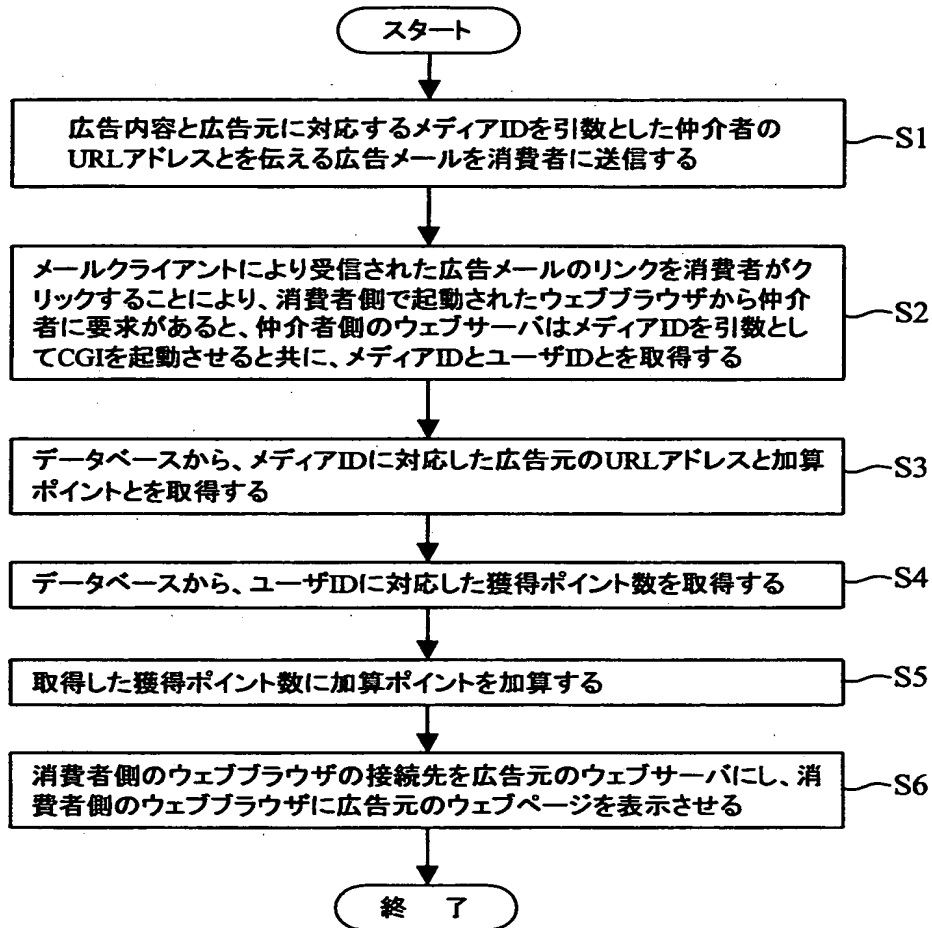 スタート
広告内容と広告元に対応するメディアIDを引数とした仲介者の
URLアドレスとを伝える広告メールを消費者に送信する
S1
メールクライアントにより受信された広告メールのリンクを消費者がク
リックすることにより、消費者側で起動されたウェブブラウザから仲介
者に要求があると、仲介者側のウェブサーバはメディアIDを引数とし
てCGIを起動させると共に、メディアIDとユーザIDとを取得する
S2
データベースから、メディアIDに対応した広告元のURLアドレスと加算
ポイントとを取得する
S3
データベースから、ユーザIDに対応した獲得ポイント数を取得する
S4
取得した獲得ポイント数に加算ポイントを加算する
S5
消費者側のウェブブラウザの接続先を広告元のウェブサーバにし、消
費者側のウェブブラウザに広告元のウェブページを表示させる
S6
終 了